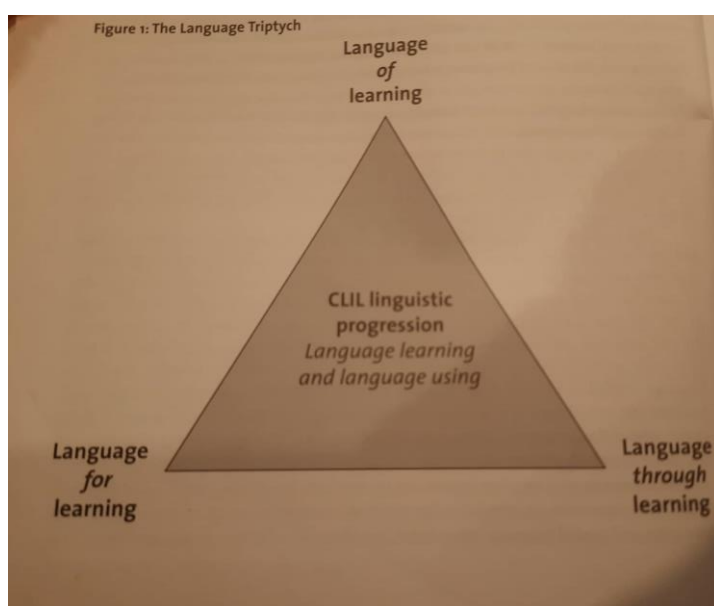 Figure 1: The Language Triptych
Language
of
learning
CLIL linguistic
progression
Language learning
and language using
Language
for
learning
Language
through
learning